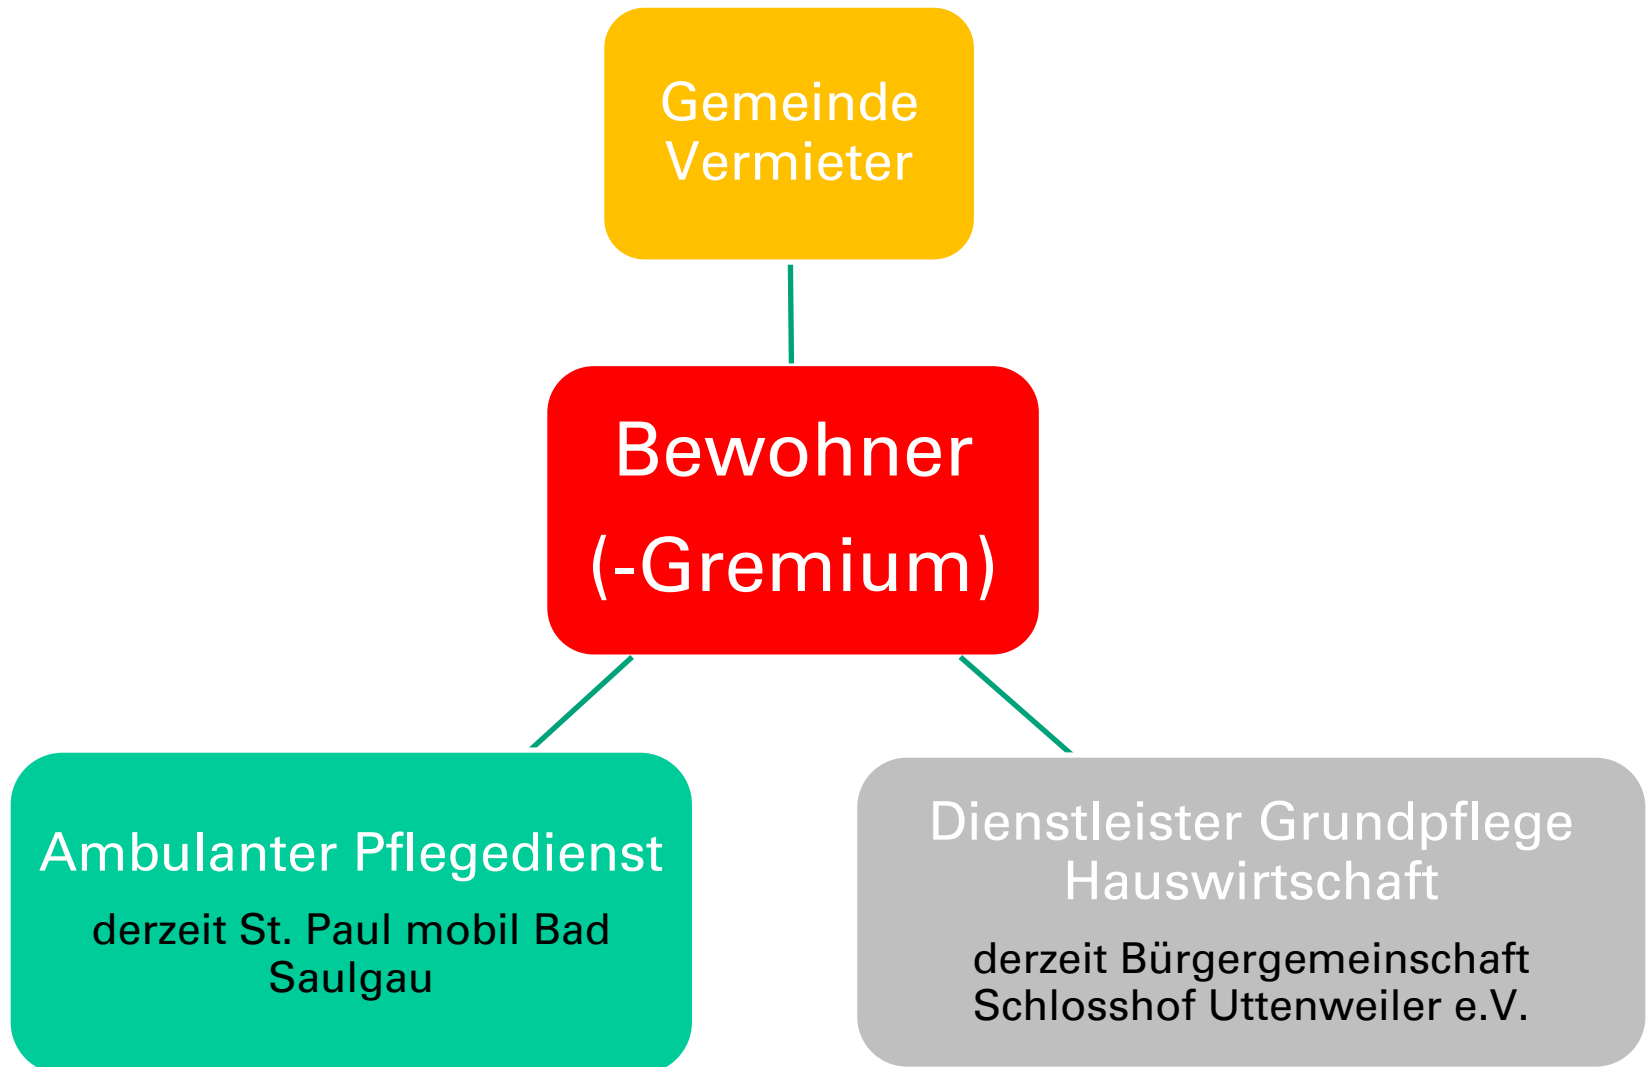 Gemeinde
Vermieter
Bewohner
(-Gremium)
Ambulanter Pflegedienst
derzeit St. Paul mobil Bad
Saulgau
Dienstleister Grundpflege
Hauswirtschaft
derzeit Bürgergemeinschaft
Schlosshof Uttenweiler e.V.